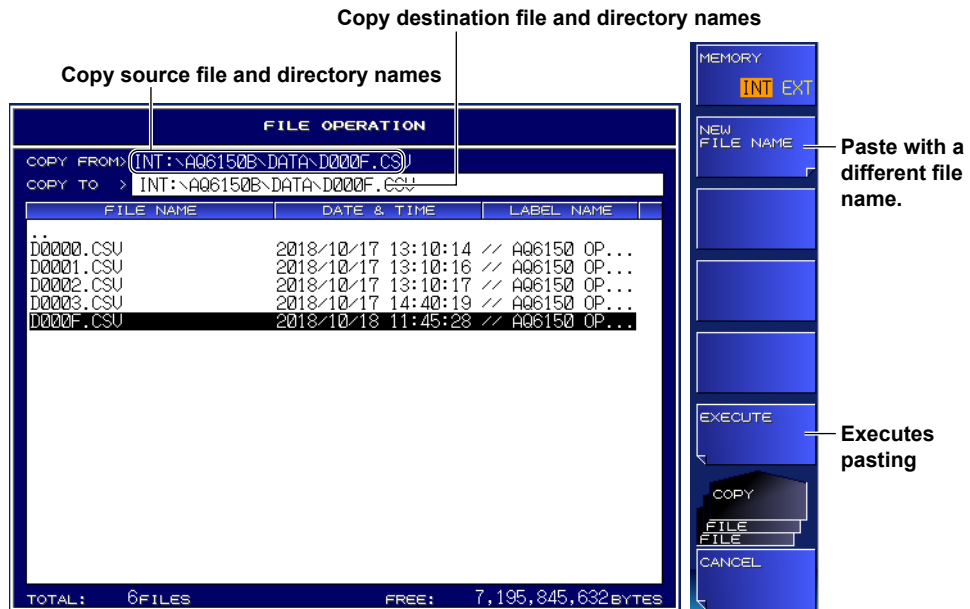 Copy destination file and directory names
Copy source file and directory names
FILE OPERATION
COPY FROM> INT:\AQ6150B\DATA\D000F.CSV
COPY TO > INT:\AQ6150B\DATA\D000F.CSV
FILE NAME DATE & TIME LABEL NAME
..
D0000.CSV 2018/10/17 13:10:14 // AQ6150 OP...
D0001.CSV 2018/10/17 13:10:16 // AQ6150 OP...
D0002.CSV 2018/10/17 13:10:17 // AQ6150 OP...
D0003.CSV 2018/10/17 14:40:19 // AQ6150 OP...
D000F.CSV 2018/10/18 11:45:28 // AQ6150 OP...
TOTAL: 6FILES FREE: 7,195,845,632BYTES
MEMORY
INT EXT
NEW
FILE NAME
Paste with a
different file
name.
EXECUTE
Executes
pasting
COPY
FILE
FILE
CANCEL